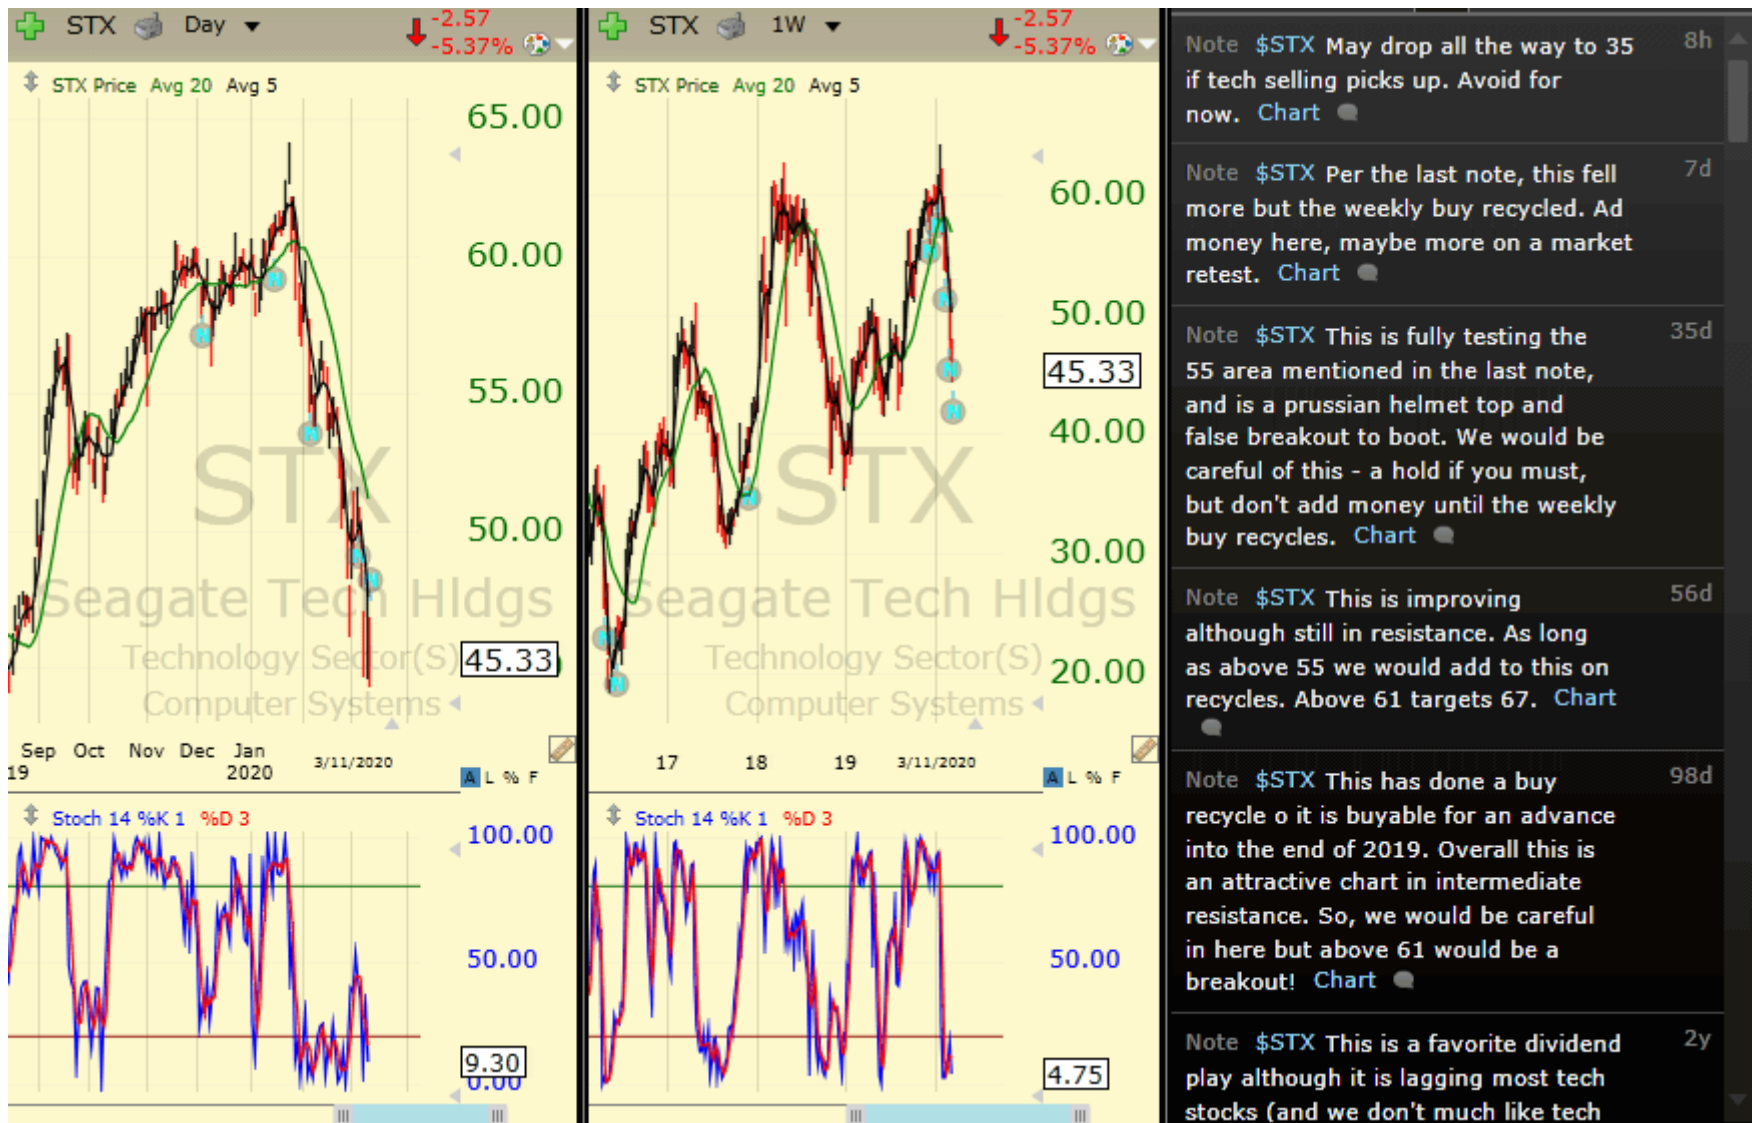 STX Day -2.57
-5.37%
STX Price Avg 20 Avg 5
65.00
60.00
55.00
50.00
45.33
STX
Seagate Tech Hldgs
Technology Sector(S)
Computer Systems
Sep Oct Nov Dec Jan
19 2020 3/11/2020
A L % F
Stoch 14 %K 1 %D 3
100.00
50.00
9.30
0.00
N
N
N
N
N
STX 1W -2.57
-5.37%
STX Price Avg 20 Avg 5
60.00
50.00
45.33
40.00
30.00
20.00
STX
Seagate Tech Hldgs
Technology Sector(S)
Computer Systems
17 18 19 3/11/2020
A L % F
Stoch 14 %K 1 %D 3
100.00
50.00
4.75
N
N
N
N
N
N
N
N
Note $STX May drop all the way to 35 8h
if tech selling picks up. Avoid for
now. Chart
Note $STX Per the last note, this fell 7d
more but the weekly buy recycled. Ad
money here, maybe more on a market
retest. Chart
Note $STX This is fully testing the 35d
55 area mentioned in the last note,
and is a prussian helmet top and
false breakout to boot. We would be
careful of this - a hold if you must,
but don't add money until the weekly
buy recycles. Chart
Note $STX This is improving 56d
although still in resistance. As long
as above 55 we would add to this on
recycles. Above 61 targets 67. Chart
Note $STX This has done a buy 98d
recycle o it is buyable for an advance
into the end of 2019. Overall this is
an attractive chart in intermediate
resistance. So, we would be careful
in here but above 61 would be a
breakout! Chart
Note $STX This is a favorite dividend 2y
play although it is lagging most tech
stocks (and we don't much like tech